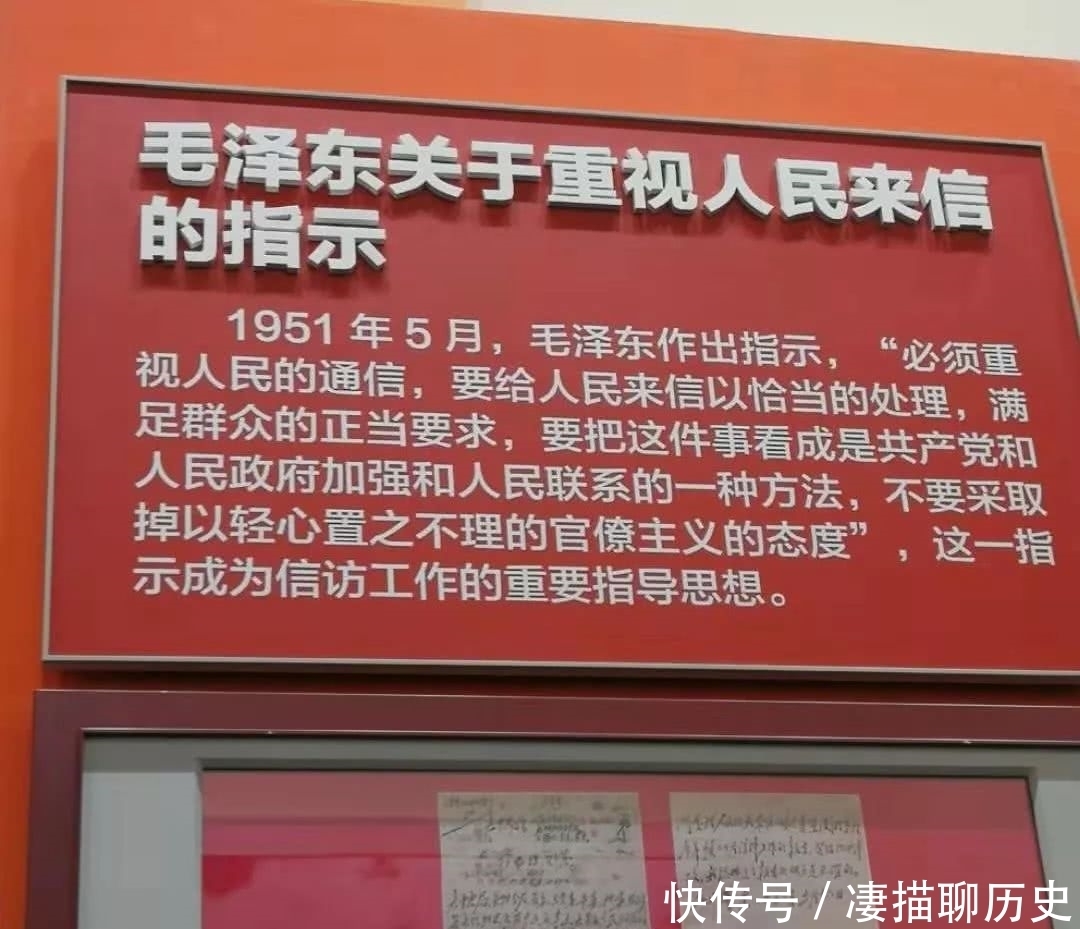 毛泽东关于重视人民来信
的指示
1951年5月，毛泽东作出指示，“必须重
视人民的通信，要给人民来信以恰当的处理，满
足群众的正当要求，要把这件事看成是共产党和
人民政府加强和人民联系的一种方法，不要采取
掉以轻心置之不理的官僚主义的态度”，这一指
示成为信访工作的重要指导思想。
快传号 / 凄描聊历史